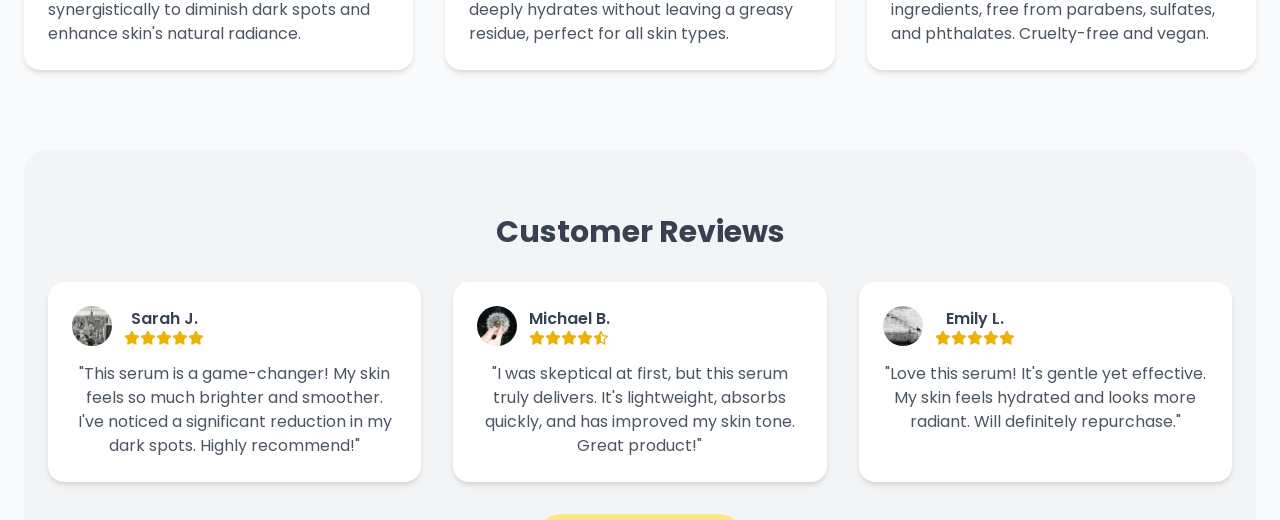 synergistically to diminish dark spots and
enhance skin's natural radiance.
deeply hydrates without leaving a greasy
residue, perfect for all skin types.
ingredients, free from parabens, sulfates,
and phthalates. Cruelty-free and vegan.
Customer Reviews
Sarah J.
"This serum is a game-changer! My skin
feels so much brighter and smoother.
I've noticed a significant reduction in my
dark spots. Highly recommend!"
Michael B.
"I was skeptical at first, but this serum
truly delivers. It's lightweight, absorbs
quickly, and has improved my skin tone.
Great product!"
Emily L.
"Love this serum! It's gentle yet effective.
My skin feels hydrated and looks more
radiant. Will definitely repurchase."